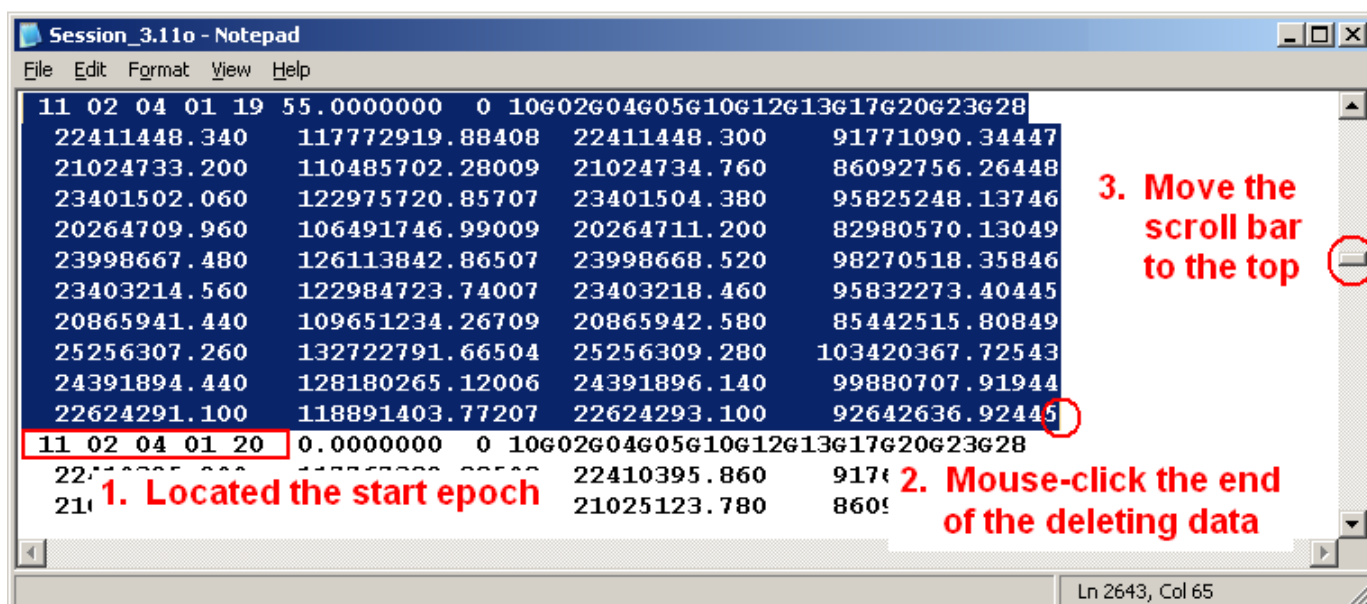 Session_3.11o - Notepad
File Edit Format View Help
11 02 04 01 19 55.0000000 0 10G02G04G05G10G12G13G17G20G23G28
22411448.340 117772919.88408 22411448.300 91771090.34447
21024733.200 110485702.28009 21024734.760 86092756.26448
23401502.060 122975720.85707 23401504.380 95825248.13746
20264709.960 106491746.99009 20264711.200 82980570.13049
23998667.480 126113842.86507 23998668.520 98270518.35846
23403214.560 122984723.74007 23403218.460 95832273.40445
20865941.440 109651234.26709 20865942.580 85442515.80849
25256307.260 132722791.66504 25256309.280 103420367.72543
24391894.440 128180265.12006 24391896.140 99880707.91944
22624291.100 118891403.77207 22624293.100 92642636.92445
11 02 04 01 20 0.0000000 0 10G02G04G05G10G12G13G17G20G23G28
22410395.860
21025123.780
3. Move the
scroll bar
to the top
1. Located the start epoch
2. Mouse-click the end
of the deleting data
Ln 2643, Col 65